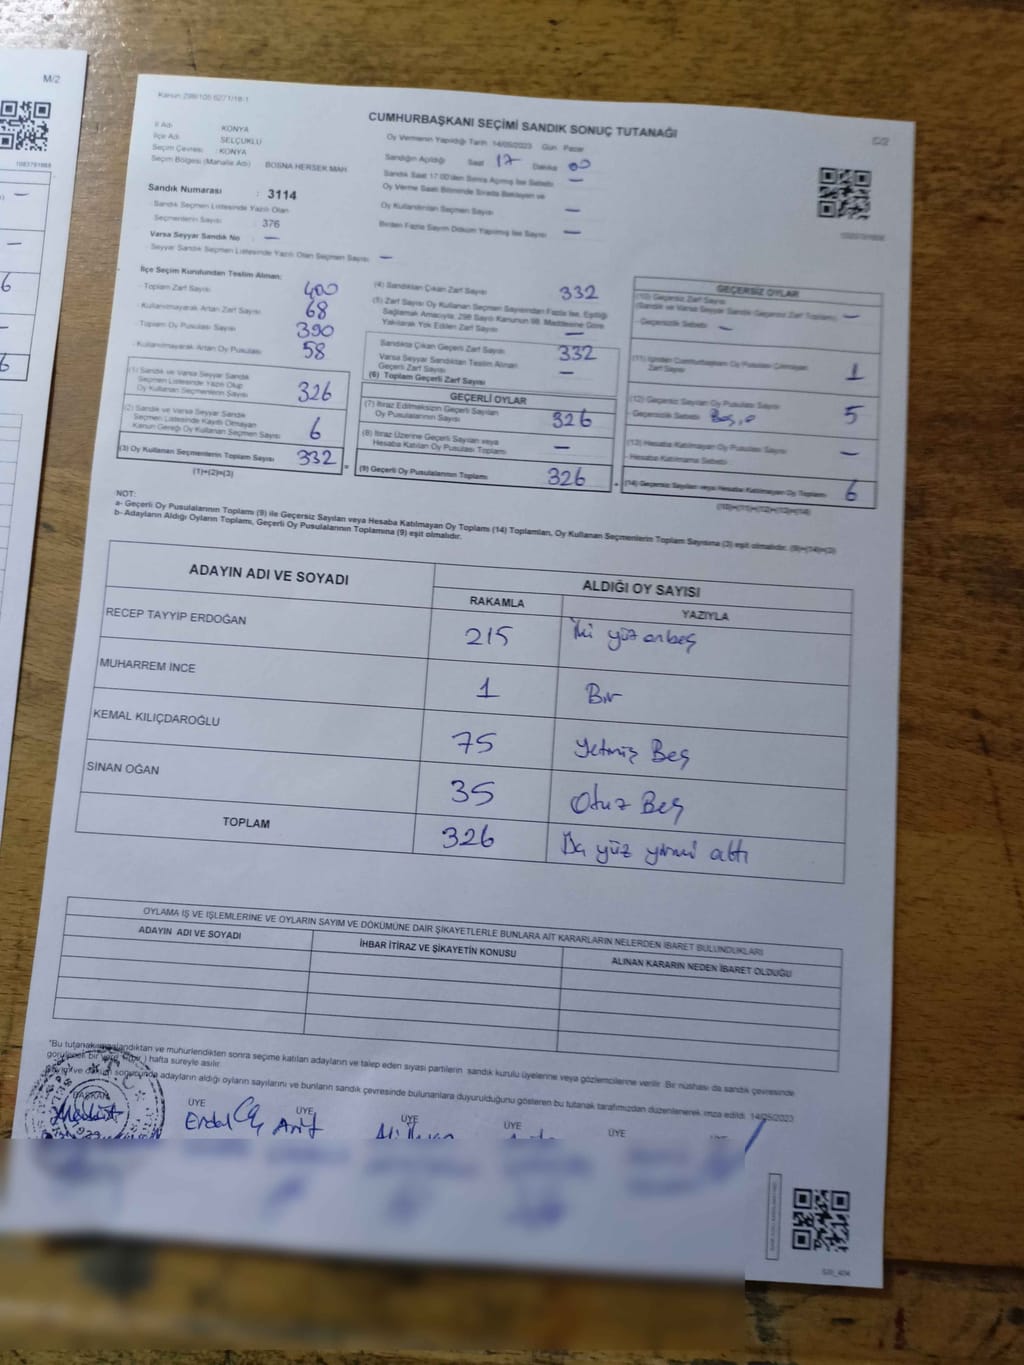 M/2
Kanun:298/105 6271/18-1
CUMHURBAŞKANI SEÇİMİ SANDIK SONUÇ TUTANAĞI
C/2
İl Adı : KONYA
İlçe Adı : SELÇUKLU
Seçim Çevresi : KONYA
Seçim Bölgesi (Mahalle Adı) : BOSNA HERSEK MAH
Oy Vermenin Yapıldığı Tarih 14/05/2023 Gün Pazar
Sandığın Açıldığı Saat 17 Dakika 00
Sandık Saat 17:00'den Sonra Açılmış İse Sebebi —
Oy Verme Saati Bitiminde Sırada Bekleyen ve
Oy Kullandırılan Seçmen Sayısı —
Birden Fazla Sayım Döküm Yapılmış İse Sayısı —
Sandık Numarası : 3114
Sandık Seçmen Listesinde Yazılı Olan
Seçmenlerin Sayısı : 376
Varsa Seyyar Sandık No : —
Seyyar Sandık Seçmen Listesinde Yazılı Olan Seçmen Sayısı : —
İlçe Seçim Kurulundan Teslim Alınan:
Toplam Zarf Sayısı : 400
Kullanılmayarak Artan Zarf Sayısı : 68
Toplam Oy Pusulası Sayısı : 390
Kullanılmayarak Artan Oy Pusulası : 58
(1) Sandık ve Varsa Seyyar Sandık
Seçmen Listesinde Yazılı Olup
Oy Kullanan Seçmenlerin Sayısı 326
(2) Sandık ve Varsa Seyyar Sandık
Seçmen Listesinde Kayıtlı Olmayan
Kanun Gereği Oy Kullanan Seçmen Sayısı 6
(3) Oy Kullanan Seçmenlerin Toplam Sayısı 332
(1)+(2)=(3)
(4) Sandıktan Çıkan Zarf Sayısı 332
(5) Zarf Sayısı Oy Kullanan Seçmen Sayısından Fazla İse, Eşitliği
Sağlamak Amacıyla, 298 Sayılı Kanunun 98. Maddesine Göre
Yakılarak Yok Edilen Zarf Sayısı —
Sandıkta Çıkan Geçerli Zarf Sayısı 332
Varsa Seyyar Sandıktan Teslim Alınan
Geçerli Zarf Sayısı —
(6) Toplam Geçerli Zarf Sayısı
GEÇERLİ OYLAR
(7) İtiraz Edilmeksizin Geçerli Sayılan
Oy Pusulalarının Sayısı 326
(8) İtiraz Üzerine Geçerli Sayılan veya
Hesaba Katılan Oy Pusulası Toplamı —
(9) Geçerli Oy Pusulalarının Toplamı 326
GEÇERSİZ OYLAR
(10) Geçersiz Zarf Sayısı
(Sandık ve Varsa Seyyar Sandık Geçersiz Zarf Toplamı) —
- Geçersizlik Sebebi —
(11) İçinden Cumhurbaşkanı Oy Pusulası Çıkmayan
Zarf Sayısı 1
(12) Geçersiz Sayılan Oy Pusulası Sayısı 5
- Geçersizlik Sebebi
(13) Hesaba Katılmayan Oy Pusulası Sayısı —
- Hesaba Katılmama Sebebi
(14) Geçersiz Sayılan veya Hesaba Katılmayan Oy Toplamı 6
(10)+(11)+(12)+(13)=(14)
NOT:
a- Geçerli Oy Pusulalarının Toplamı (9) ile Geçersiz Sayılan veya Hesaba Katılmayan Oy Toplamı (14) Toplamları, Oy Kullanan Seçmenlerin Toplam Sayısına (3) eşit olmalıdır. (9)+(14)=(3)
b- Adayların Aldığı Oyların Toplamı, Geçerli Oy Pusulalarının Toplamına (9) eşit olmalıdır.
ADAYIN ADI VE SOYADI
ALDIĞI OY SAYISI
RAKAMLA YAZIYLA
RECEP TAYYİP ERDOĞAN 215 İki yüz onbeş
MUHARREM İNCE 1 Bir
KEMAL KILIÇDAROĞLU 75 Yetmiş Beş
SİNAN OĞAN 35 Otuz Beş
TOPLAM 326 yüz yirmi altı
OYLAMA İŞ VE İŞLEMLERİNE VE OYLARIN SAYIM VE DÖKÜMÜNE DAİR ŞİKAYETLERLE BUNLARA AİT KARARLARIN NELERDEN İBARET BULUNDUKLARI
ADAYIN ADI VE SOYADI
İHBAR İTİRAZ VE ŞİKAYETİN KONUSU
ALINAN KARARIN NEDEN İBARET OLDUĞU
"Bu tutanak imzalandıktan ve mühürlendikten sonra seçime katılan adayların ve talep eden siyasi partilerin sandık kurulu üyelerine veya gözlemcilerine verilir. Bir nüshası da sandık çevresinde
görülecek bir yere (bir) hafta süreyle asılır.
adayların aldığı oyların sayılarını ve bunların sandık çevresinde bulunanlara duyurulduğunu gösteren bu tutanak tarafımızdan düzenlenerek imza edildi. 14/05/2023
BAŞKAN ÜYE ÜYE ÜYE ÜYE ÜYE
Erdal Arif